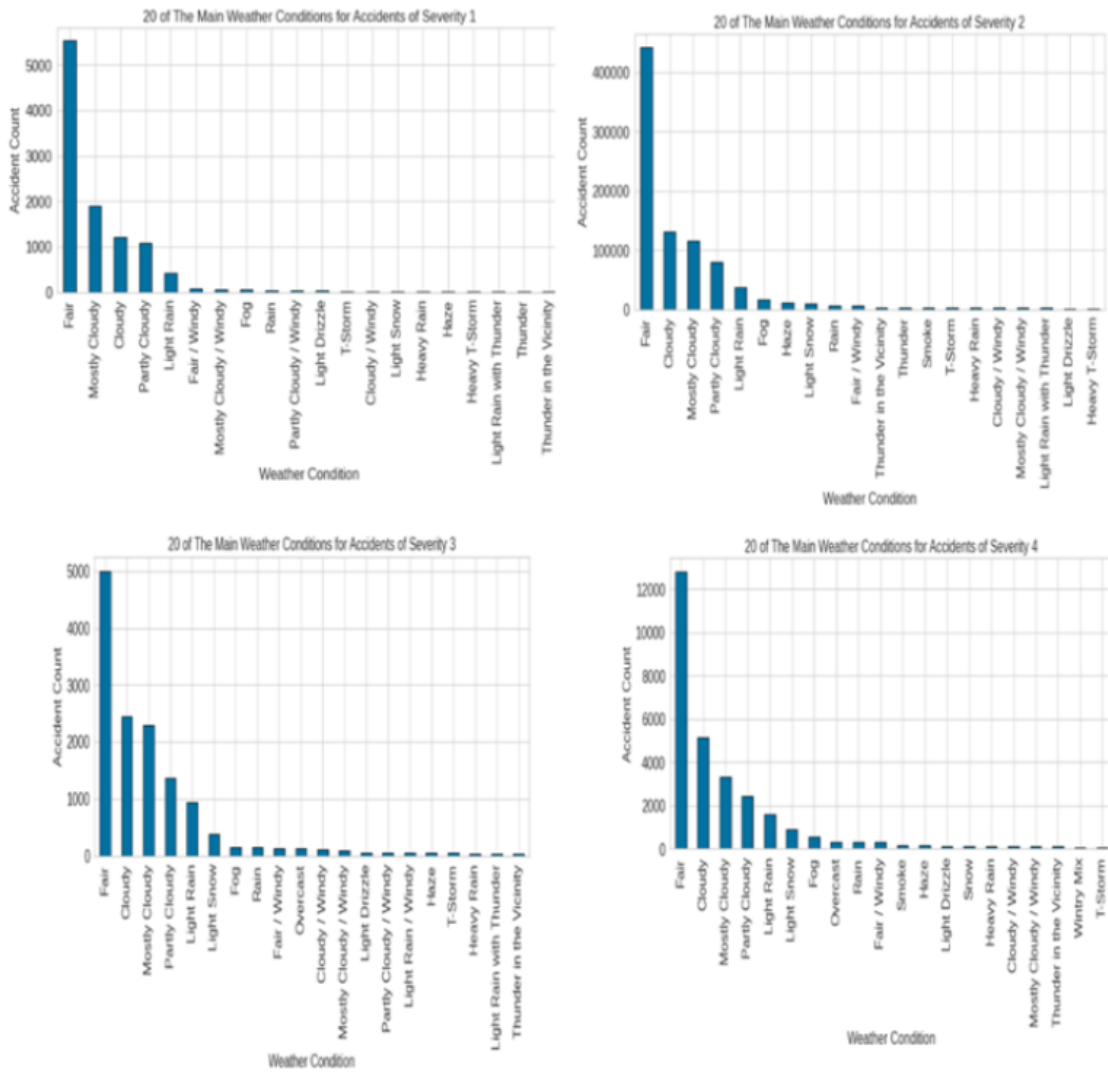 20 of The Main Weather Conditions for Accidents of Severity 1
Accident Count
5000
4000
3000
2000
1000
0
Fair
Mostly Cloudy
Cloudy
Partly Cloudy
Light Rain
Fair / Windy
Mostly Cloudy / Windy
Fog
Rain
Partly Cloudy / Windy
Light Drizzle
T-Storm
Cloudy / Windy
Light Snow
Heavy Rain
Haze
Heavy T-Storm
Light Rain with Thunder
Thunder
Thunder in the Vicinity
Weather Condition
20 of The Main Weather Conditions for Accidents of Severity 2
Accident Count
400000
300000
200000
100000
0
Fair
Cloudy
Mostly Cloudy
Partly Cloudy
Light Rain
Fog
Haze
Light Snow
Rain
Fair / Windy
Thunder in the Vicinity
Thunder
Smoke
T-Storm
Heavy Rain
Cloudy / Windy
Mostly Cloudy / Windy
Light Rain with Thunder
Light Drizzle
Heavy T-Storm
Weather Condition
20 of The Main Weather Conditions for Accidents of Severity 3
Accident Count
5000
4000
3000
2000
1000
0
Fair
Cloudy
Mostly Cloudy
Partly Cloudy
Light Rain
Light Snow
Fog
Rain
Fair / Windy
Overcast
Cloudy / Windy
Mostly Cloudy / Windy
Light Drizzle
Partly Cloudy / Windy
Light Rain / Windy
Haze
T-Storm
Heavy Rain
Light Rain with Thunder
Thunder in the Vicinity
Weather Condition
20 of The Main Weather Conditions for Accidents of Severity 4
Accident Count
12000
10000
8000
6000
4000
2000
0
Fair
Cloudy
Mostly Cloudy
Partly Cloudy
Light Rain
Light Snow
Fog
Overcast
Rain
Fair / Windy
Smoke
Haze
Light Drizzle
Snow
Heavy Rain
Cloudy / Windy
Mostly Cloudy / Windy
Thunder in the Vicinity
Wintry Mix
T-Storm
Weather Condition